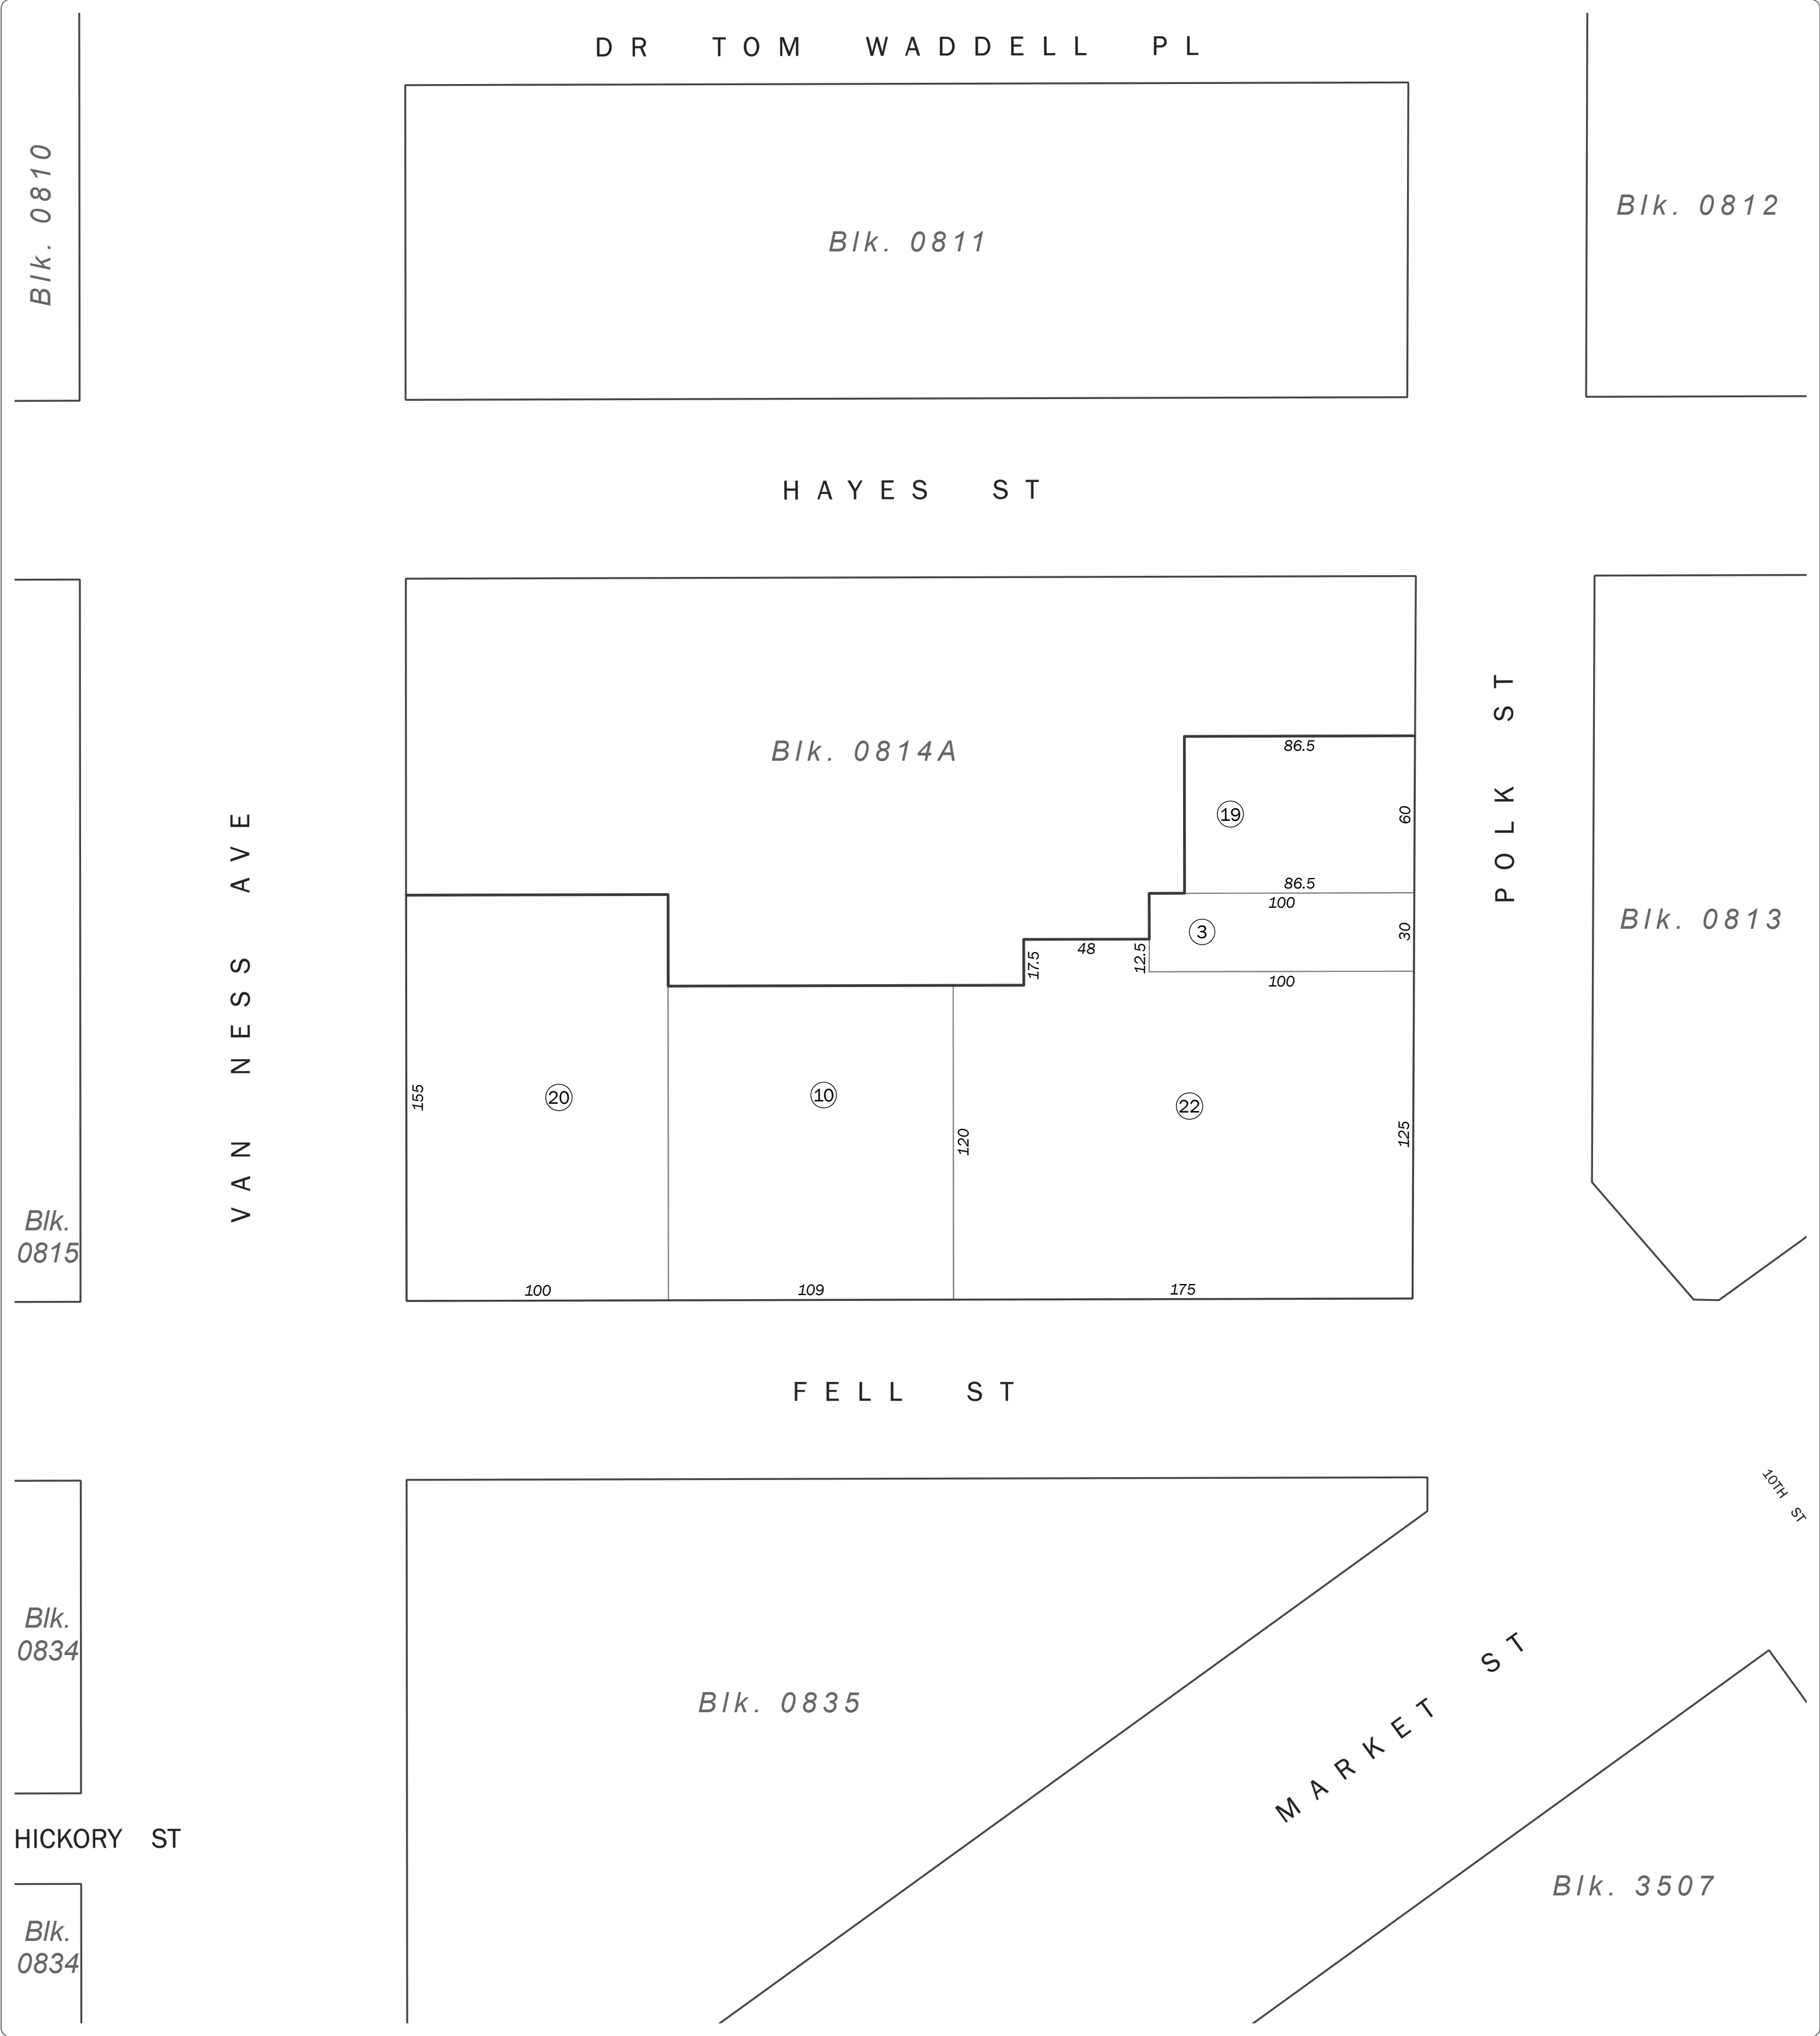 DR TOM WADDELL PL
Blk. 0810
Blk. 0811
Blk. 0812
HAYES ST
POLK ST
Blk. 0814A
86.5
19
60
86.5
100
3
30
48
17.5
12.5
100
VAN NESS AVE
Blk. 0813
155
20
10
22
120
125
Blk.
0815
100
109
175
FELL ST
10TH ST
Blk.
0834
Blk. 0835
MARKET ST
HICKORY ST
Blk. 3507
Blk.
0834